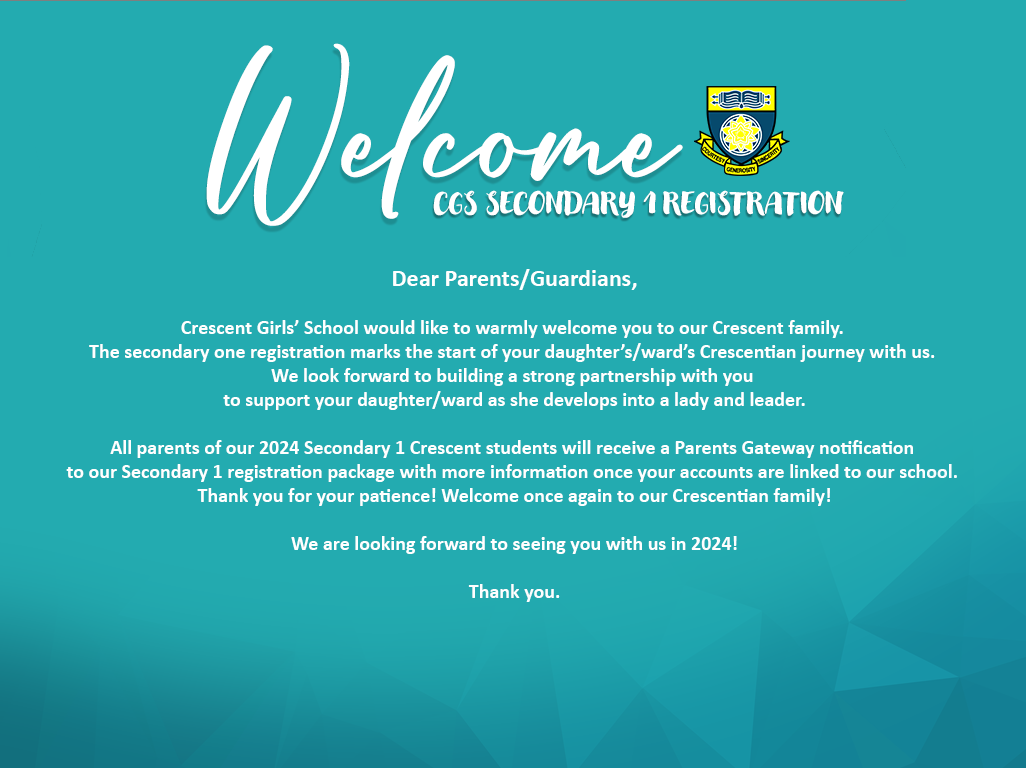 Welcome
COURTESY
GENEROSITY
SINCERITY
CGS SECONDARY 1 REGISTRATION
Dear Parents/Guardians,
Crescent Girls’ School would like to warmly welcome you to our Crescent family.
The secondary one registration marks the start of your daughter’s/ward’s Crescentian journey with us.
We look forward to building a strong partnership with you
to support your daughter/ward as she develops into a lady and leader.
All parents of our 2024 Secondary 1 Crescent students will receive a Parents Gateway notification
to our Secondary 1 registration package with more information once your accounts are linked to our school.
Thank you for your patience! Welcome once again to our Crescentian family!
We are looking forward to seeing you with us in 2024!
Thank you.